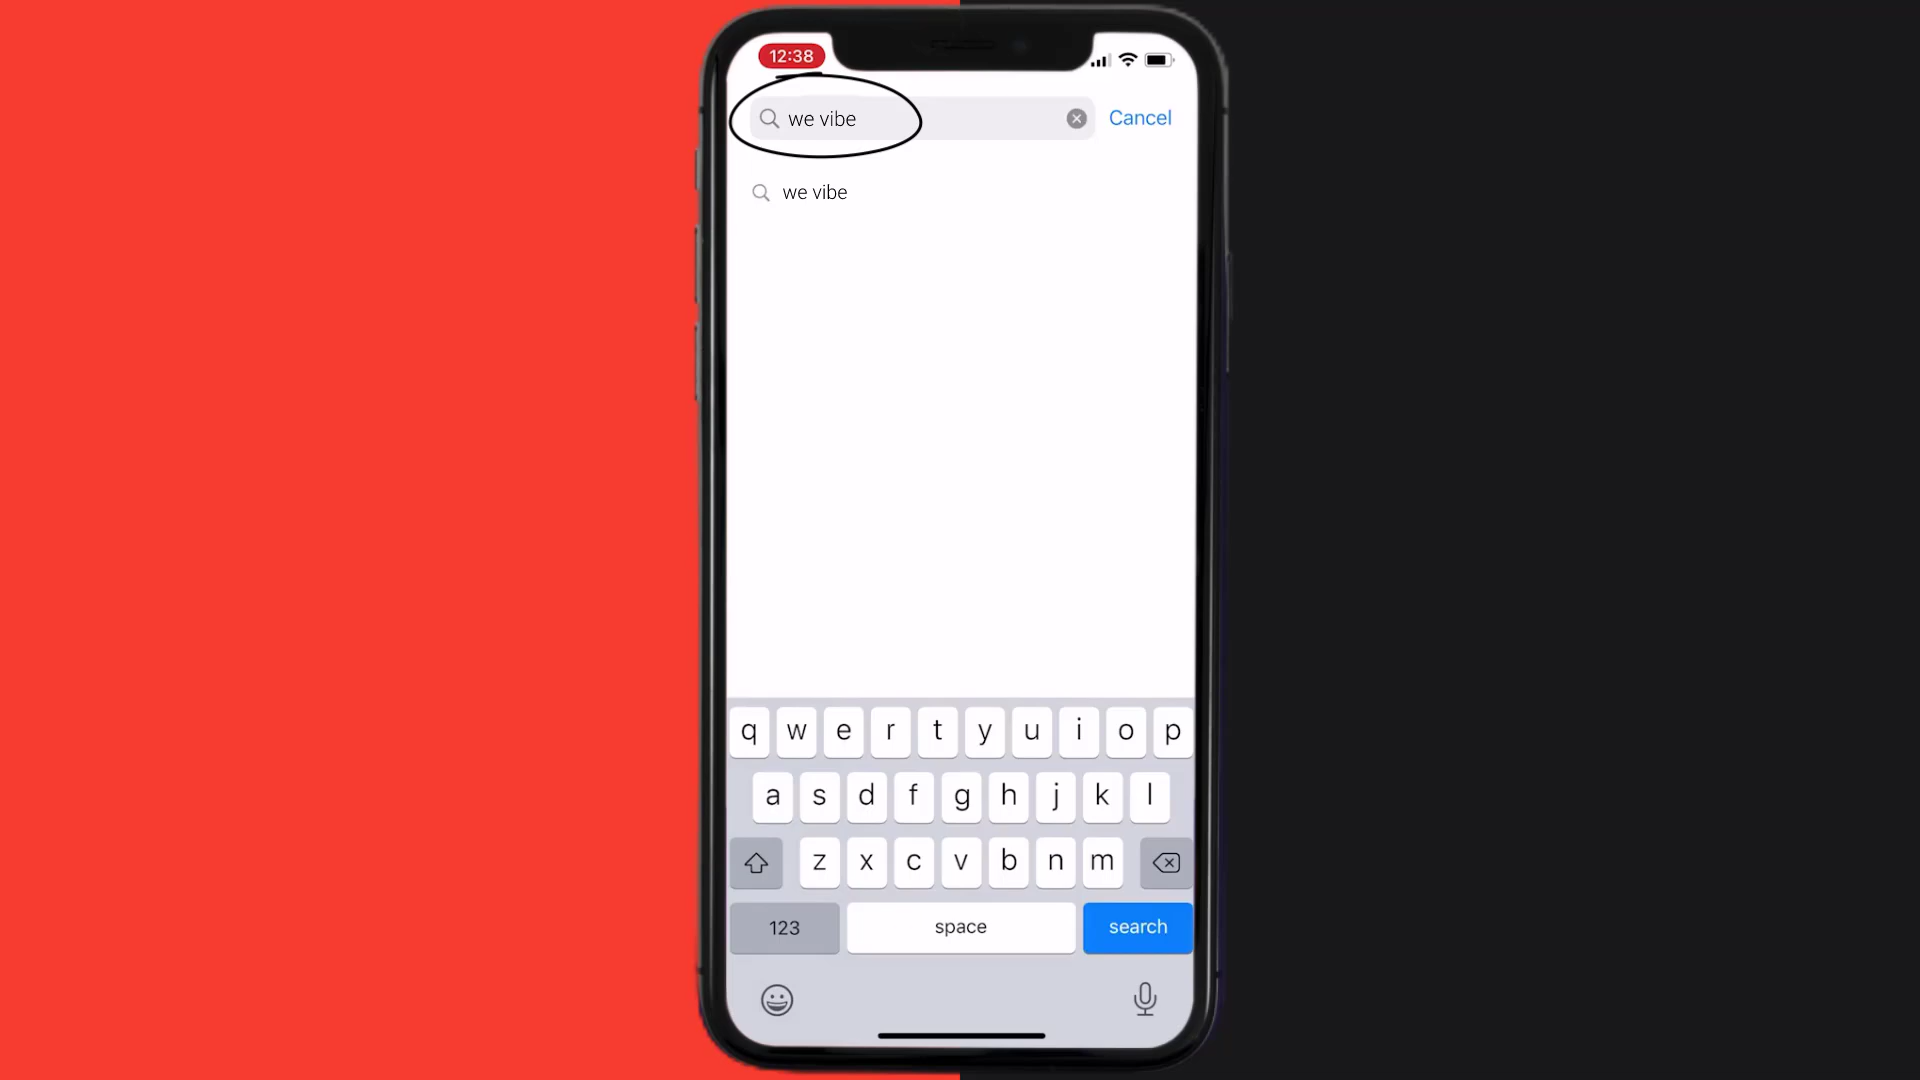 12:38
we vibe
Cancel
we vibe
q w e r t y u i o p
a s d f g h j k l
z x c v b n m
123 space search